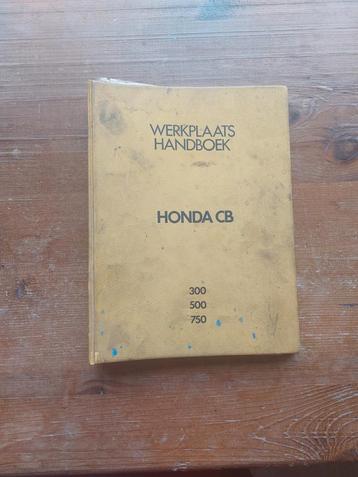 WERKPLAATS
HANDBOEK
HONDA CB
300
500
750